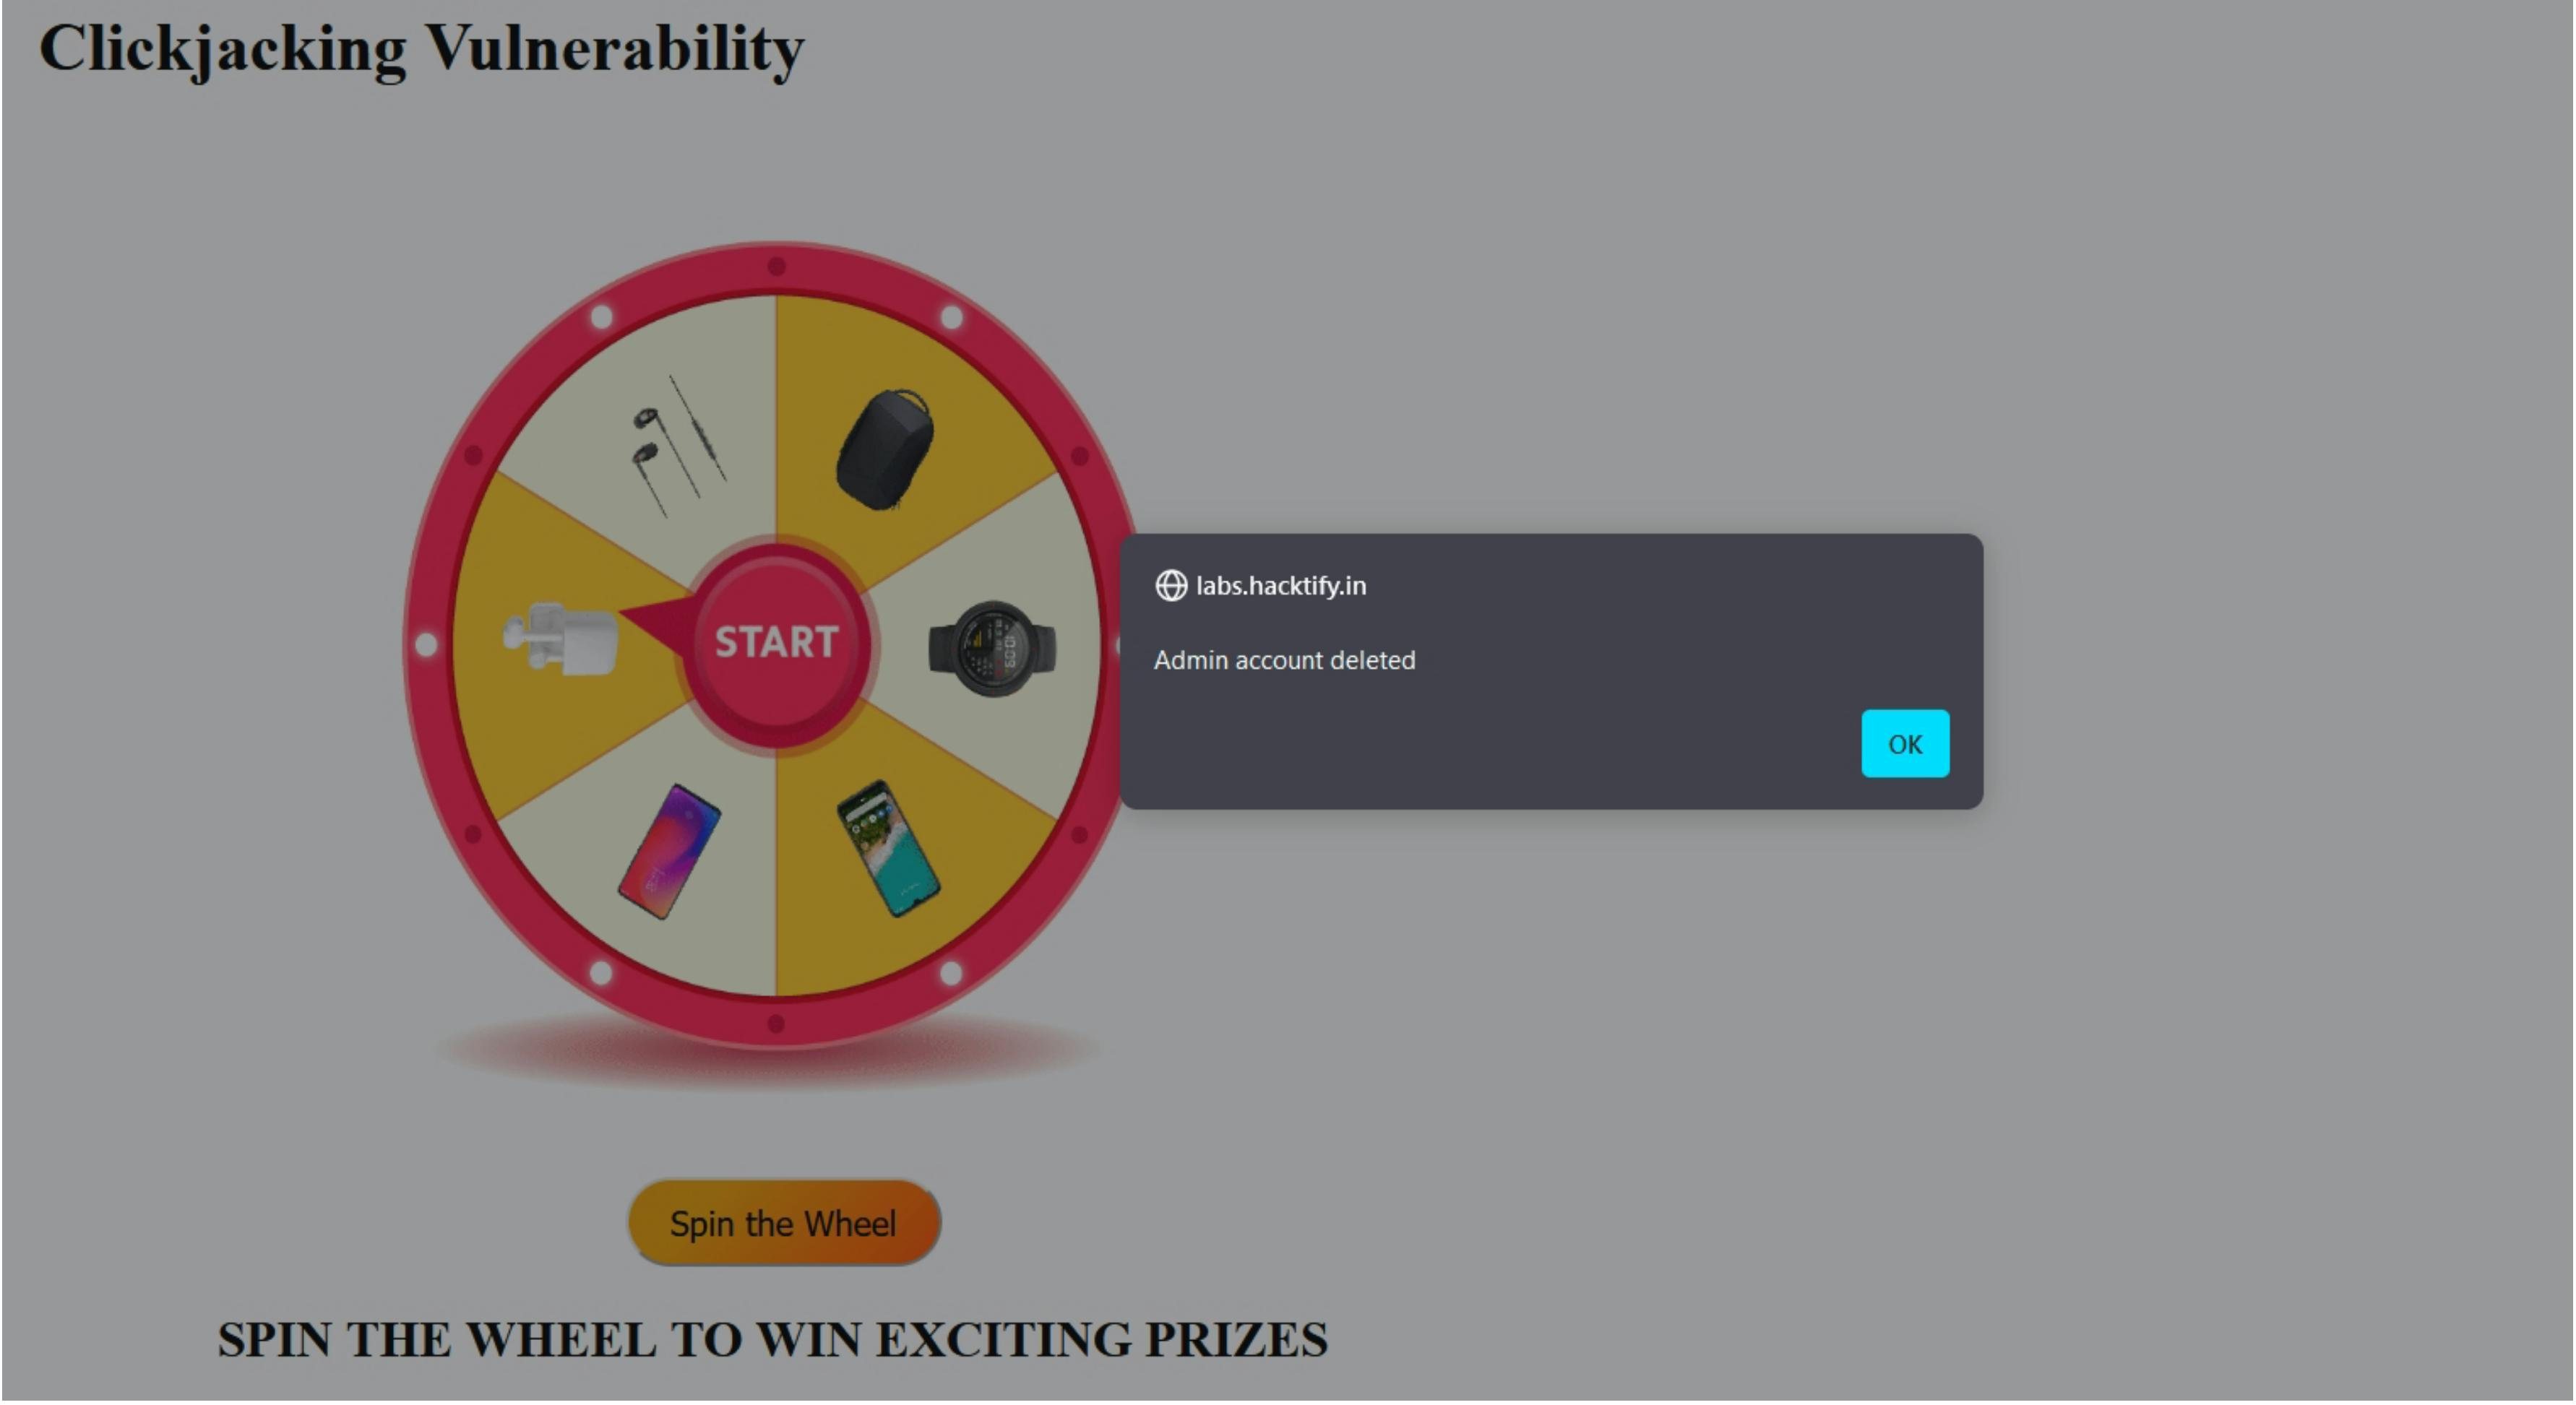 Clickjacking Vulnerability
START
labs.hacktify.in
Admin account deleted
OK
Spin the Wheel
SPIN THE WHEEL TO WIN EXCITING PRIZES